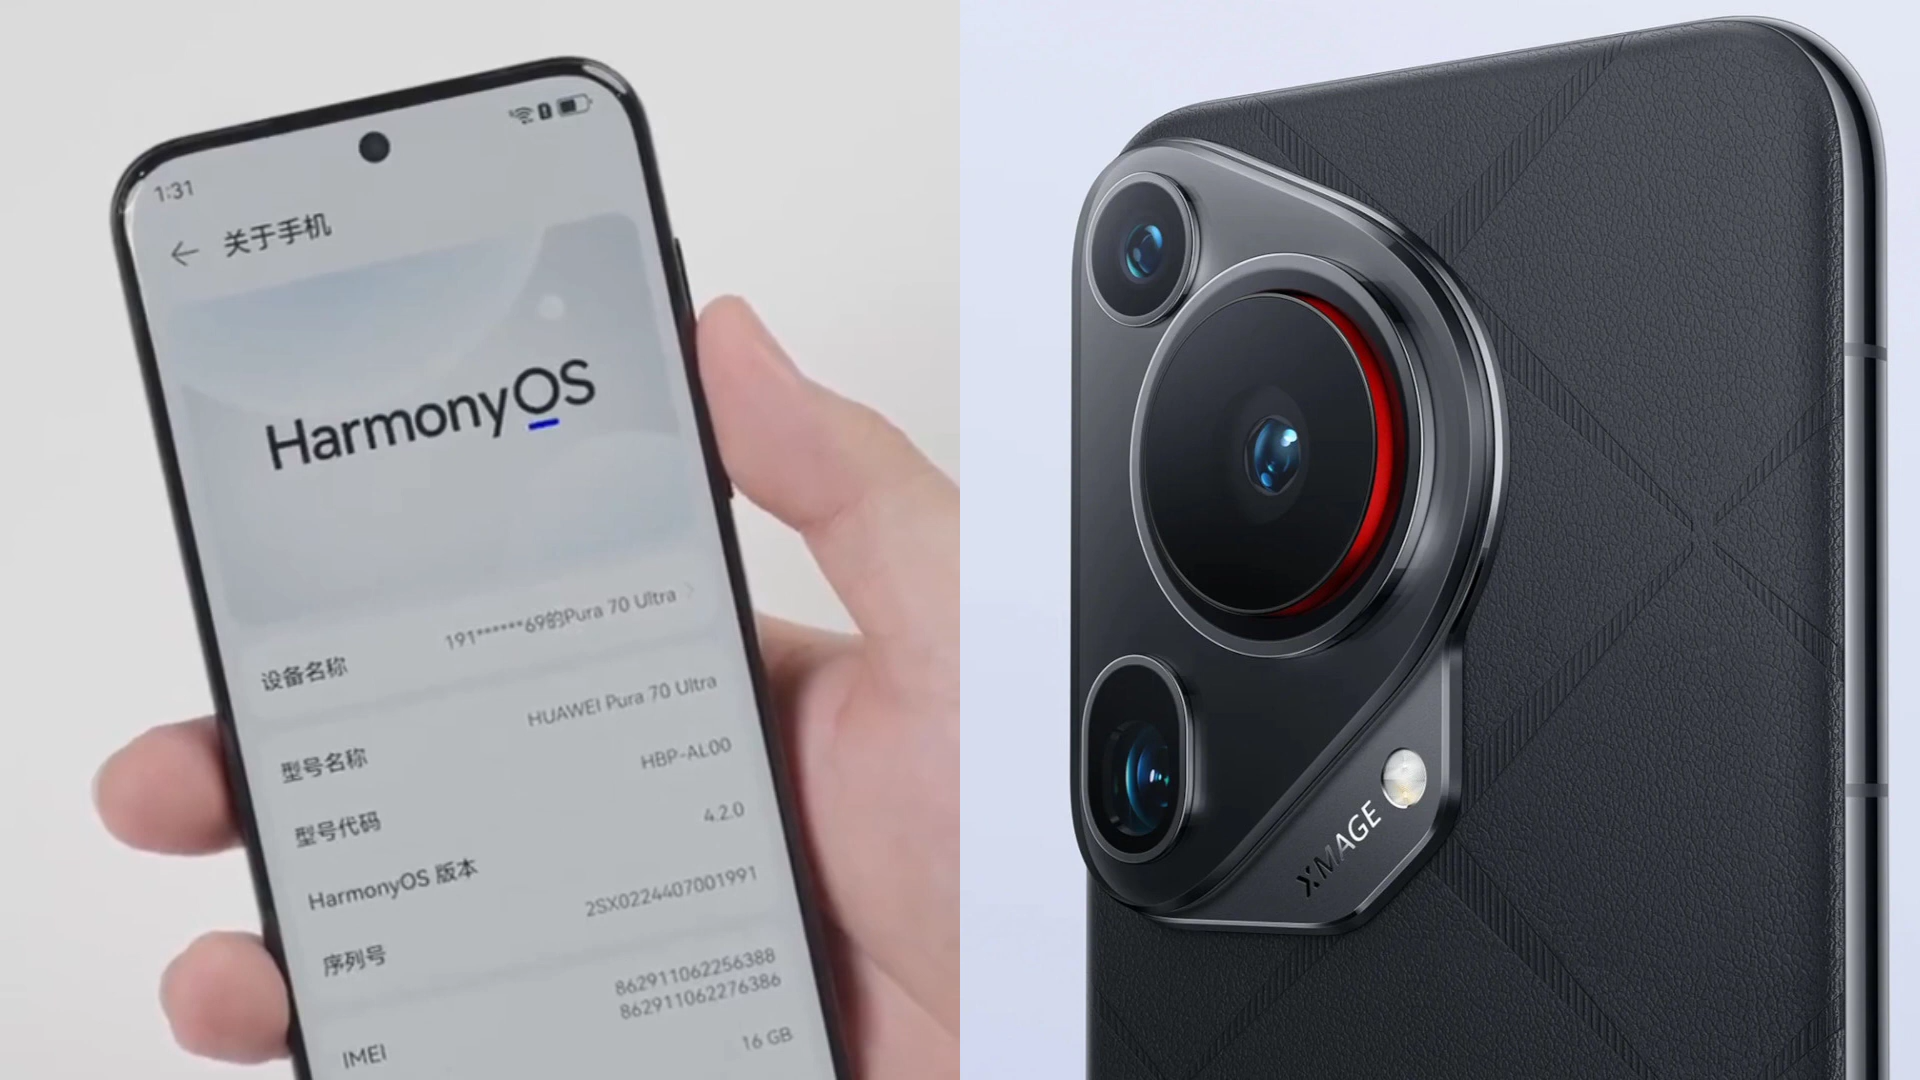 1:31
关于手机
HarmonyOS
设备名称 191******69的Pura 70 Ultra
型号名称 HUAWEI Pura 70 Ultra
型号代码 HBP-AL00
HarmonyOS 版本 4.2.0
序列号 2SX0224407001991
IMEI 862911062256388
862911062276386
16 GB
XMAGE